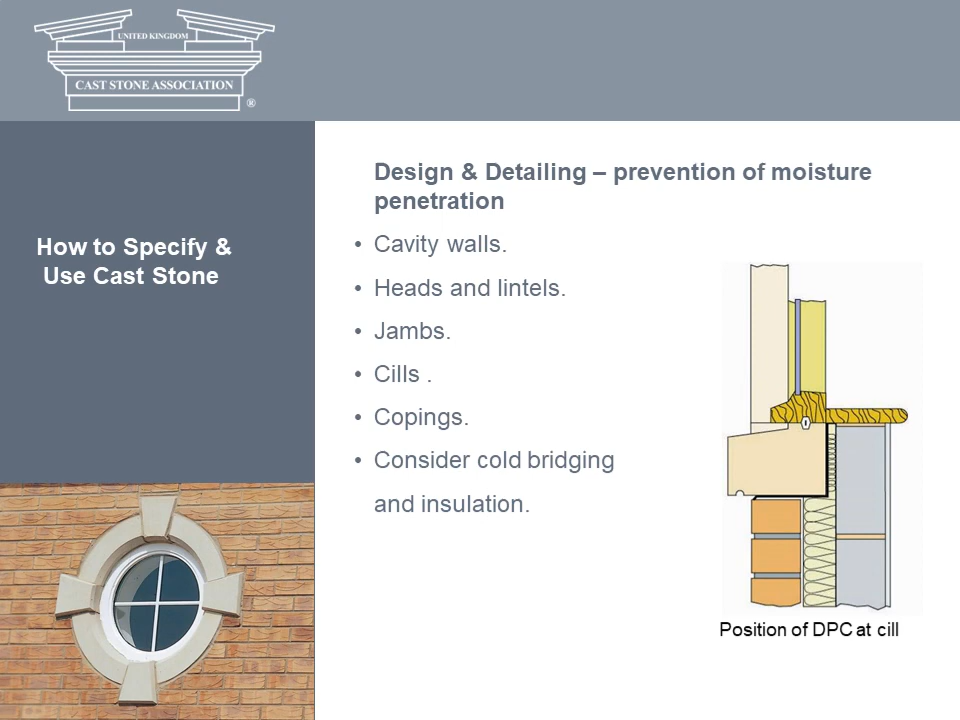 UNITED KINGDOM
CAST STONE ASSOCIATION
®
How to Specify &
Use Cast Stone
Design & Detailing – prevention of moisture
penetration
• Cavity walls.
• Heads and lintels.
• Jambs.
• Cills .
• Copings.
• Consider cold bridging
and insulation.
Position of DPC at cill